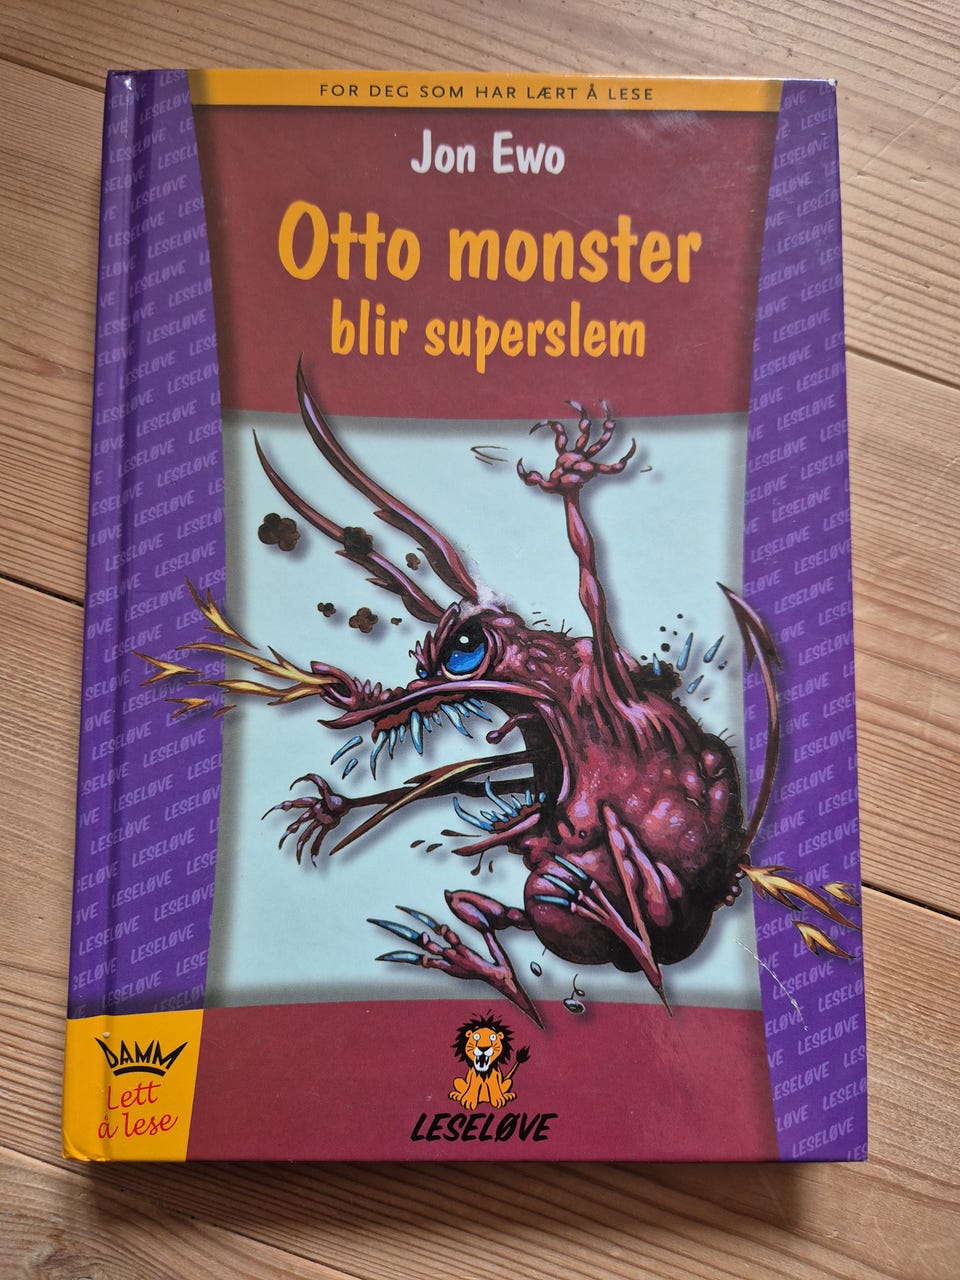 FOR DEG SOM HAR LÆRT Å LESE
Jon Ewo
Otto monster
blir superslem
DAMM
Lett
å lese
LESELØVE